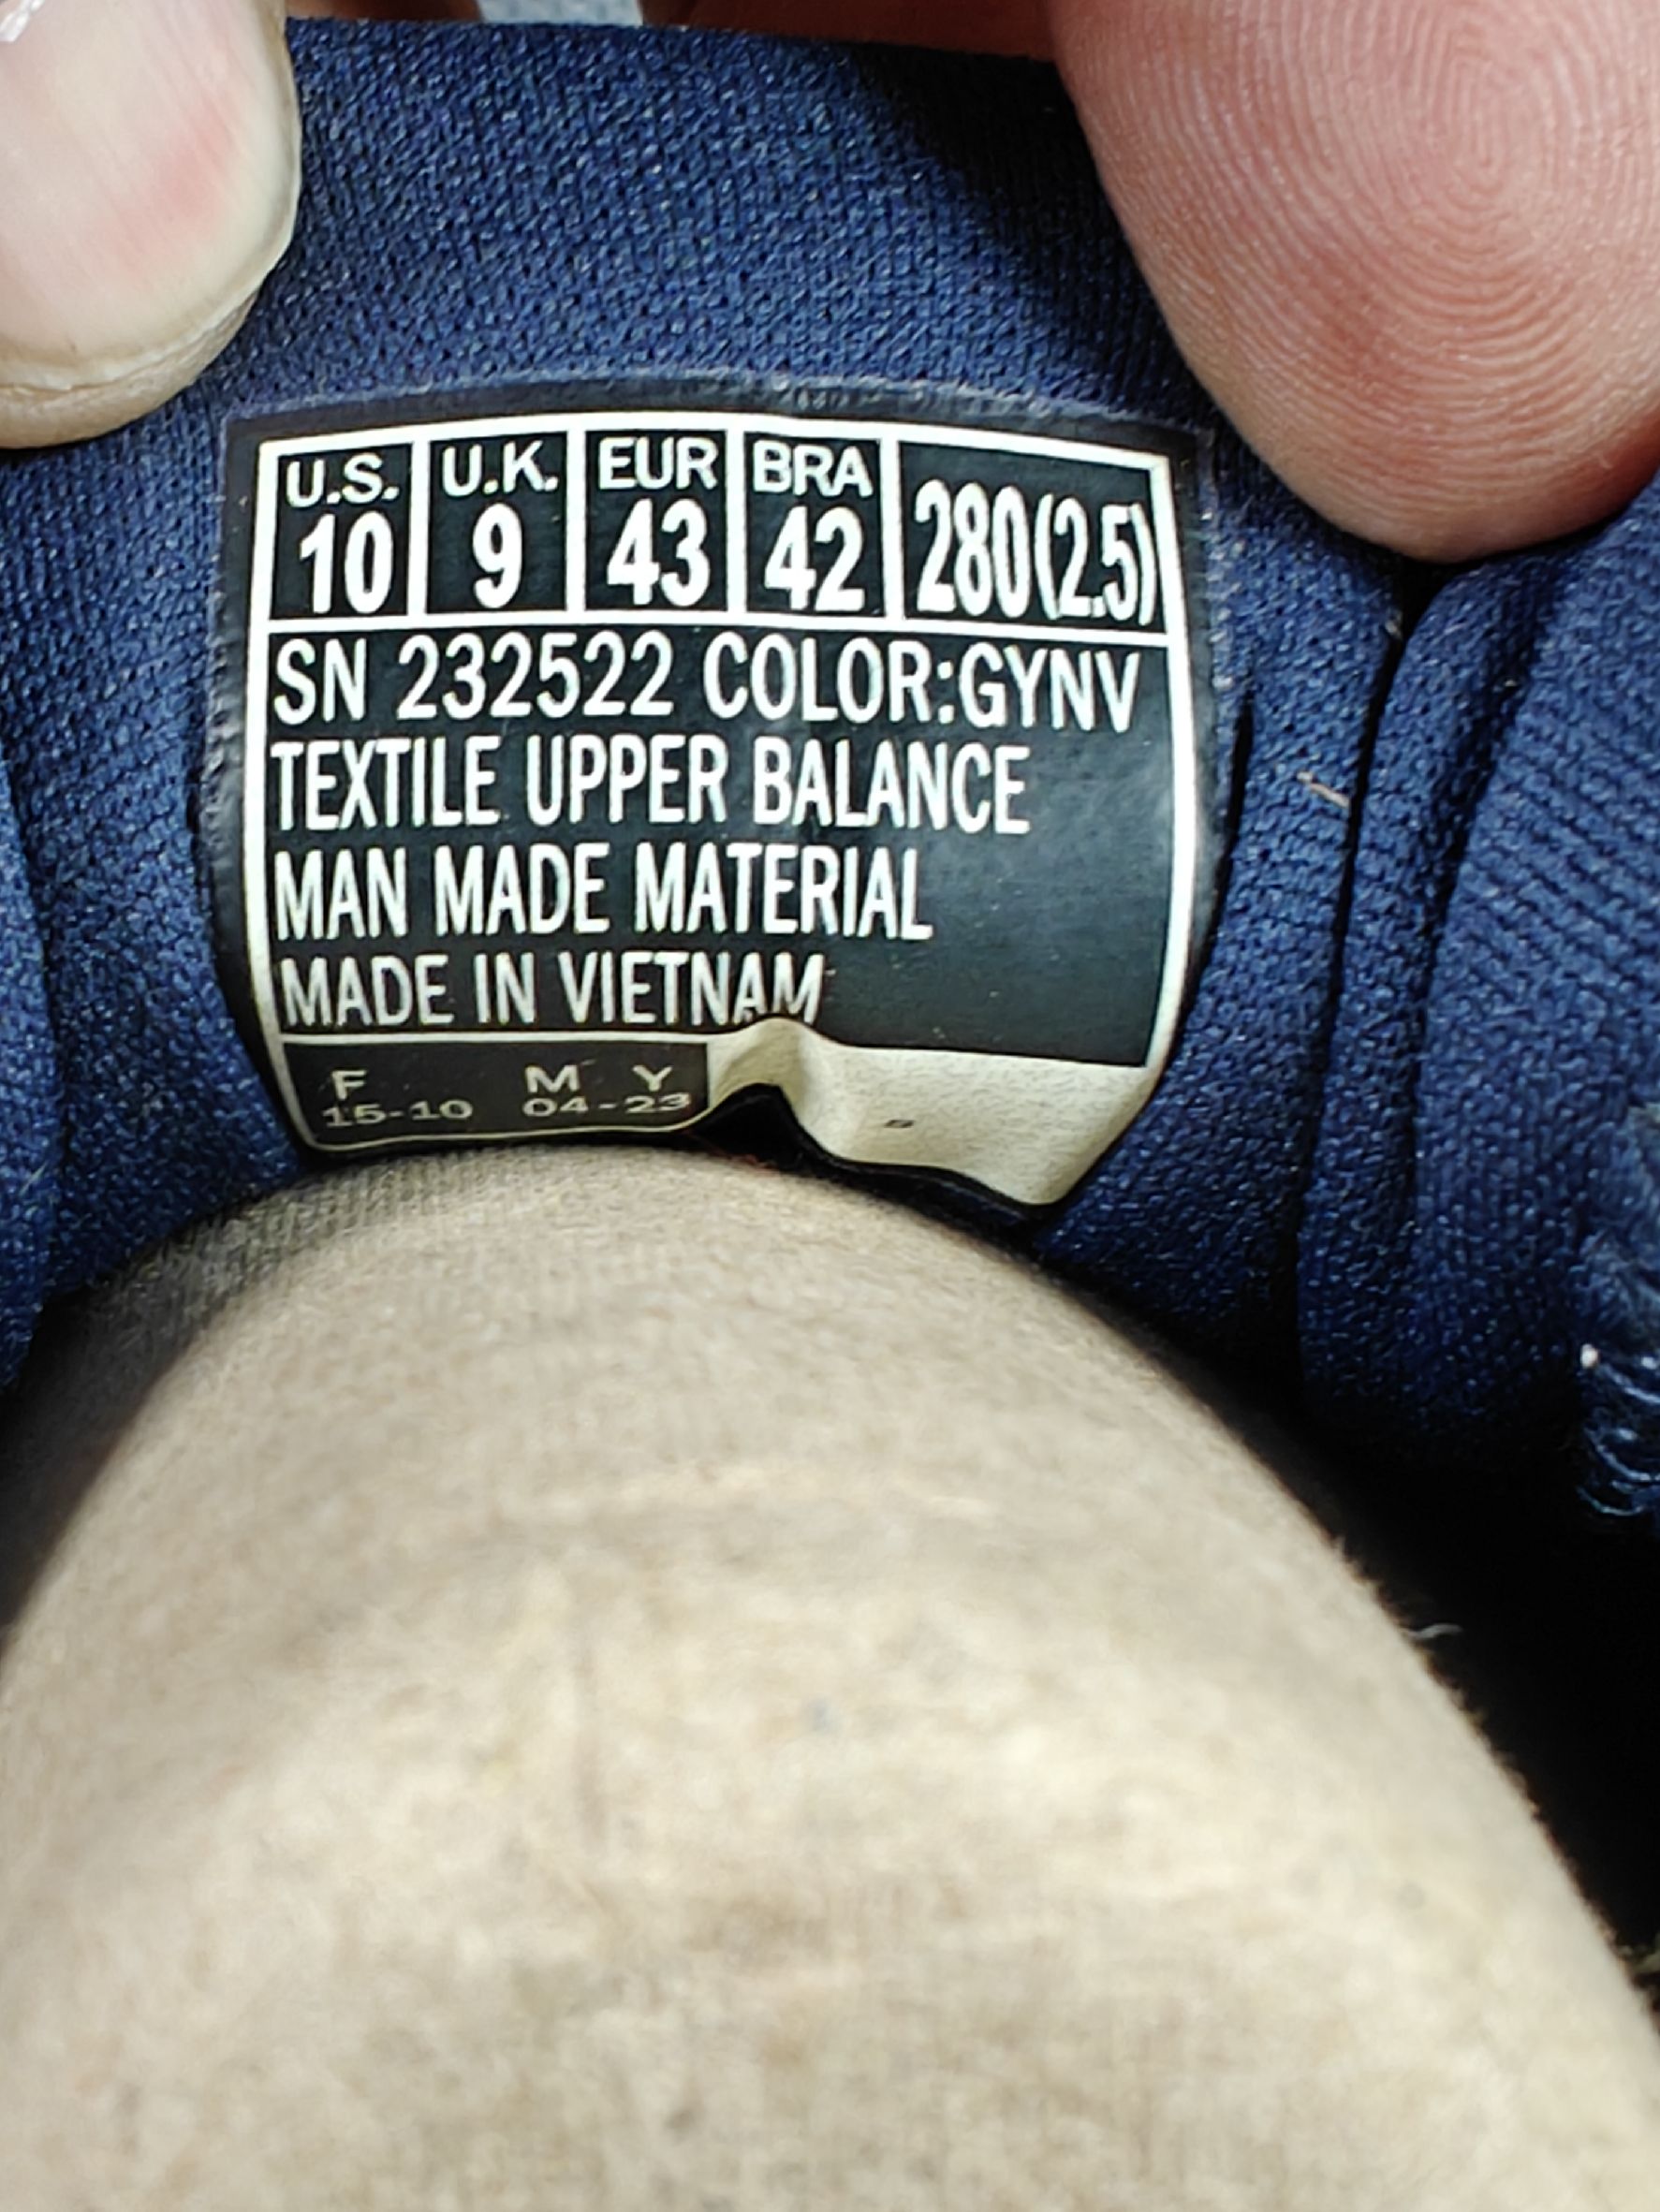 U.S. U.K. EUR BRA
10 9 43 42 280(2.5)
SN 232522 COLOR:GYNV
TEXTILE UPPER BALANCE
MAN MADE MATERIAL
MADE IN VIETNAM
F M Y
15-10 04-23